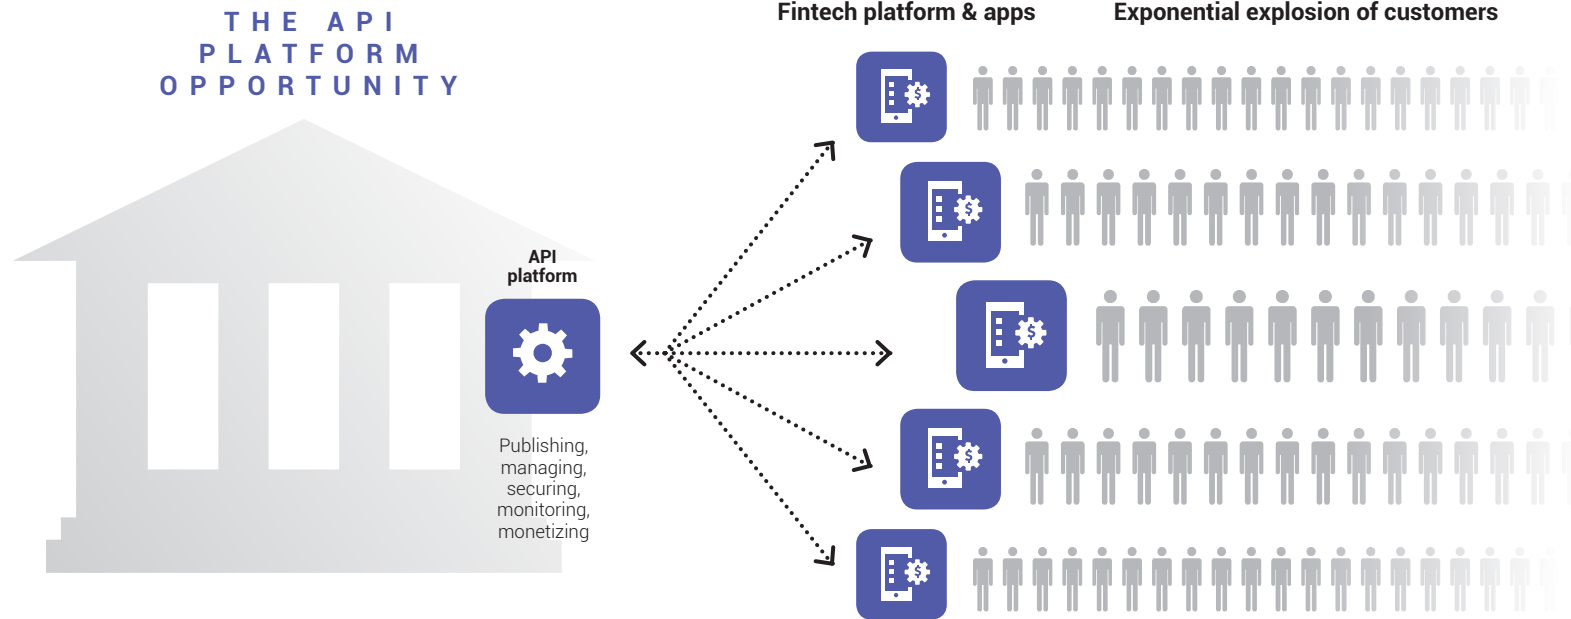 THE API
PLATFORM
OPPORTUNITY
Fintech platform & apps
Exponential explosion of customers
API
platform
Publishing,
managing,
securing,
monitoring,
monetizing
$
$
$
$
$